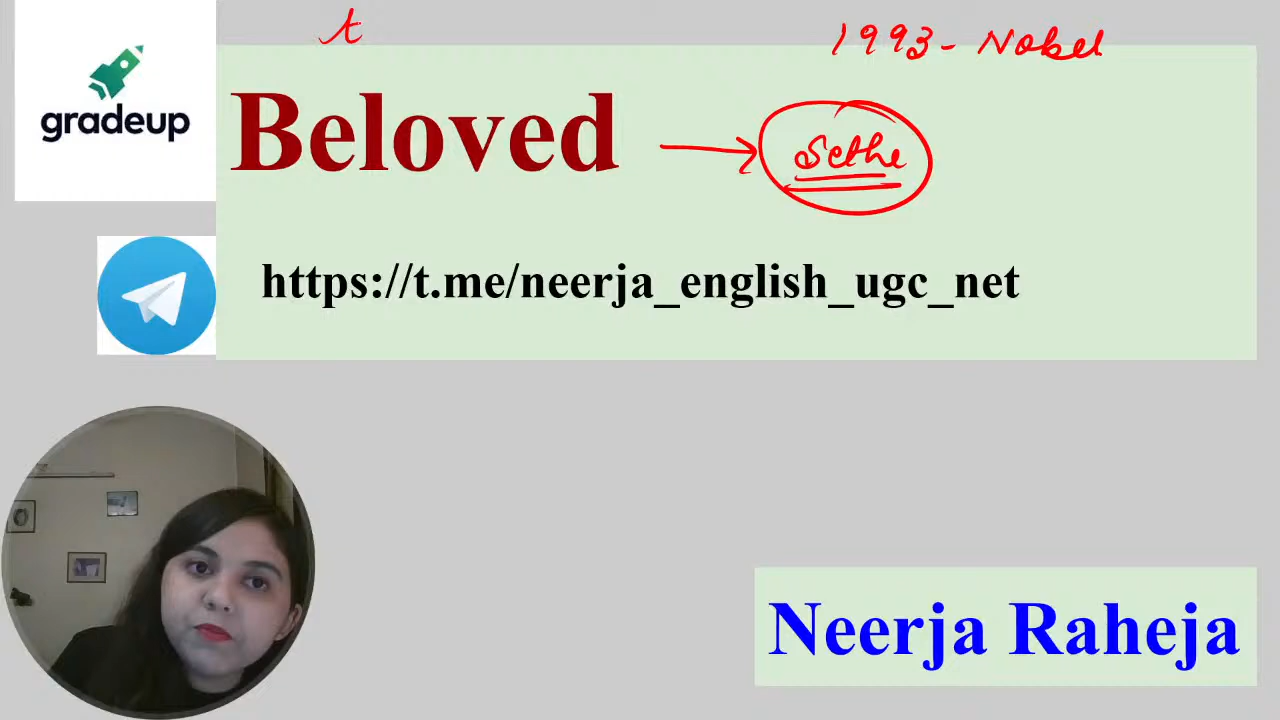 t
1993 - Nobel
gradeup
Beloved
Sethe
https://t.me/neerja_english_ugc_net
Neerja Raheja